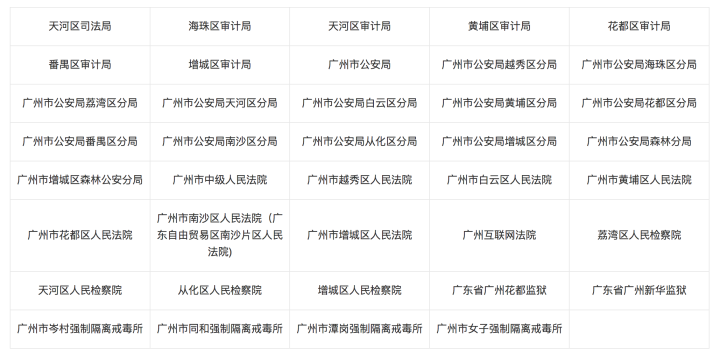 天河区司法局
海珠区审计局
天河区审计局
黄埔区审计局
花都区审计局
番禺区审计局
增城区审计局
广州市公安局
广州市公安局越秀区分局
广州市公安局海珠区分局
广州市公安局荔湾区分局
广州市公安局天河区分局
广州市公安局白云区分局
广州市公安局黄埔区分局
广州市公安局花都区分局
广州市公安局番禺区分局
广州市公安局南沙区分局
广州市公安局从化区分局
广州市公安局增城区分局
广州市公安局森林分局
广州市增城区森林公安分局
广州市中级人民法院
广州市越秀区人民法院
广州市白云区人民法院
广州市黄埔区人民法院
广州市花都区人民法院
广州市南沙区人民法院（广
东自由贸易区南沙片区人民
法院)
广州市增城区人民法院
广州互联网法院
荔湾区人民检察院
天河区人民检察院
从化区人民检察院
增城区人民检察院
广东省广州花都监狱
广东省广州新华监狱
广州市岑村强制隔离戒毒所
广州市同和强制隔离戒毒所
广州市潭岗强制隔离戒毒所
广州市女子强制隔离戒毒所